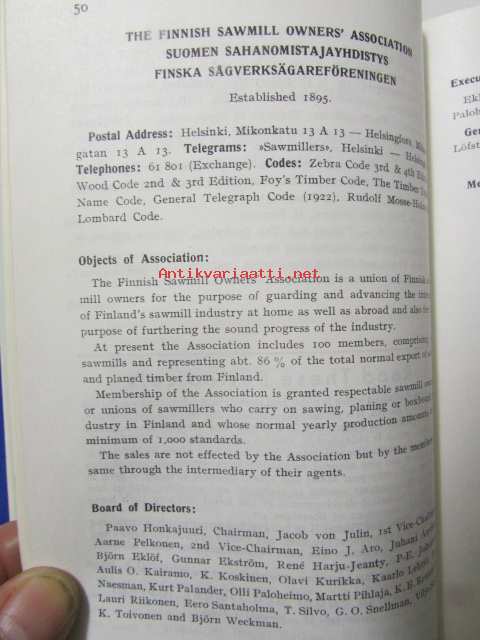 50
THE FINNISH SAWMILL OWNERS' ASSOCIATION
SUOMEN SAHANOMISTAJAYHDISTYS
FINSKA SÅGVERKSÄGAREFÖRENINGEN
Established 1895.
Postal Address: Helsinki, Mikonkatu 13 A 13 — Helsingfors,
gatan 13 A 13. Telegrams: »Sawmillers», Helsinki —
Telephones: 61 801 (Exchange). Codes: Zebra Code 3rd & 4th
Wood Code 2nd & 3rd Edition, Foy's Timber Code, The Timber
Name Code, General Telegraph Code (1922), Rudolf Mosse-
Lombard Code.
Objects of Association:
Antikvariaatti.net
The Finnish Sawmill Owners' Association is a union of Finnish
mill owners for the purpose of guarding and advancing the
of Finland's sawmill industry at home as well as abroad and also
purpose of furthering the sound progress of the industry.
At present the Association includes 100 members, comprising
sawmills and representing abt. 86 % of the total normal export of
and planed timber from Finland.
Membership of the Association is granted respectable sawmill
or unions of sawmillers who carry on sawing, planing or boxboard
dustry in Finland and whose normal yearly production amounts
minimum of 1,000 standards.
The sales are not effected by the Association but by the
same through the intermediary of their agents.
Board of Directors:
Paavo Honkajuuri, Chairman, Jacob von Julin, 1st Vice-
Aarne Pelkonen, 2nd Vice-Chairman, Eino J. Aro, Juhani
Björn Eklöf, Gunnar Ekström, René Harju-Jeanty, P-E.
Aulis O. Kairamo, K. Koskinen, Olavi Kurikka, Kaarlo
Naesman, Kurt Palander, Olli Paloheimo, Martti Pihlaja, K. E.
Lauri Riikonen, Eero Santaholma, T. Silvo, G. O. Snellman,
K. Toivonen and Björn Weckman.